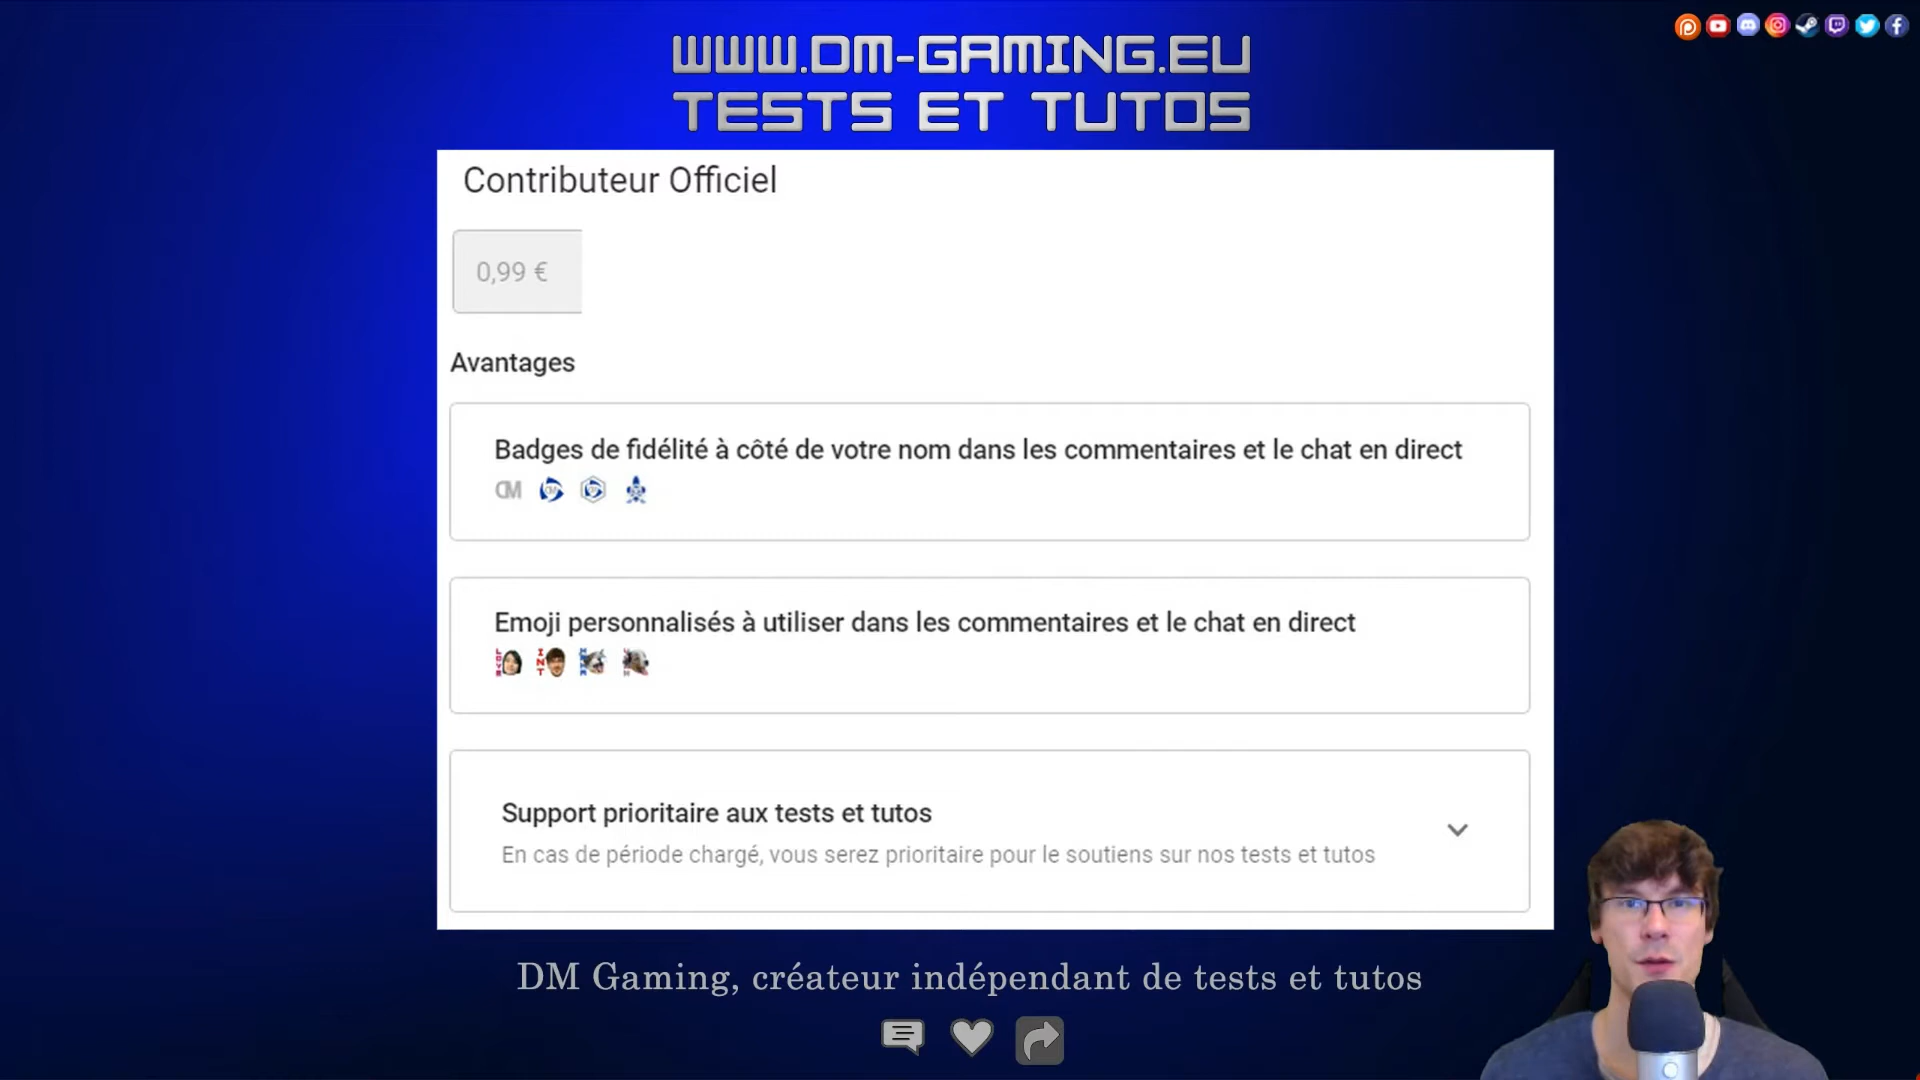 WWW.DM-GAMING.EU
TESTS ET TUTOS
Contributeur Officiel
0,99 €
Avantages
Badges de fidélité à côté de votre nom dans les commentaires et le chat en direct
Emoji personnalisés à utiliser dans les commentaires et le chat en direct
Support prioritaire aux tests et tutos
En cas de période chargé, vous serez prioritaire pour le soutiens sur nos tests et tutos
DM Gaming, créateur indépendant de tests et tutos